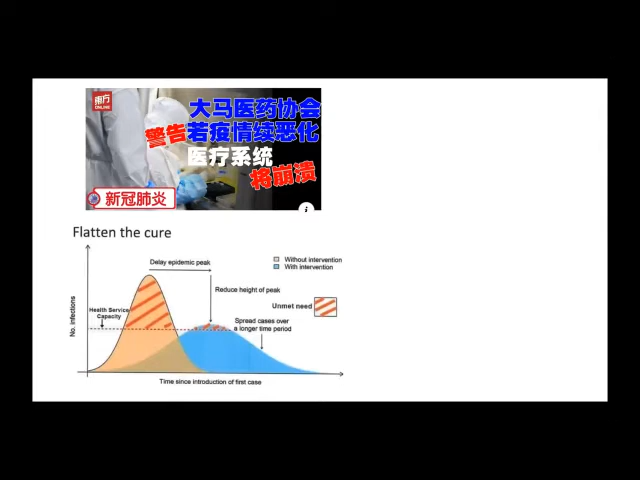 東方
ONLINE
大马医药协会
警告若疫情续恶化
医疗系统
将崩溃
新冠肺炎
i
Flatten the cure
Delay epidemic peak
Without intervention
With intervention
Reduce height of peak
Health Service
Capacity
Unmet need
Spread cases over
a longer time period
No. infections
Time since introduction of first case